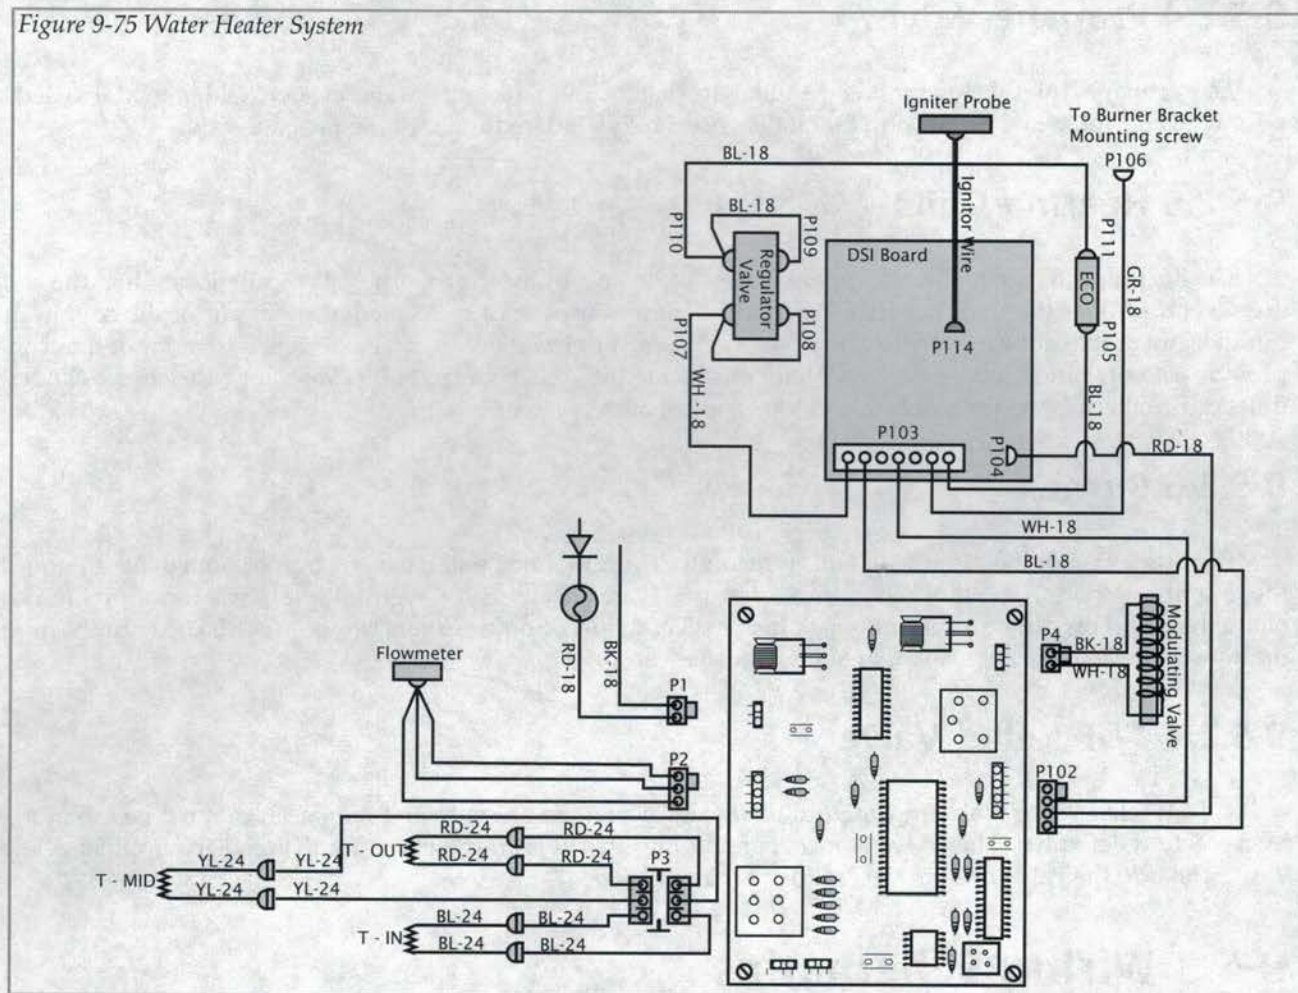 Figure 9-75 Water Heater System
Igniter Probe
To Burner Bracket
Mounting screw
P106
BL-18
BL-18
P110
P109
Regulator
Valve
P107
P108
WH-18
Ignitor Wire
DSI Board
P114
P111
ECO
P105
GR-18
BL-18
P103
P104
RD-18
WH-18
BL-18
RD-18
BK-18
Flowmeter
P1
P2
P4
BK-18
WH-18
Modulating Valve
P102
RD-24
RD-24
T - OUT
RD-24
RD-24
P3
YL-24
YL-24
T - MID
YL-24
YL-24
BL-24
BL-24
T - IN
BL-24
BL-24